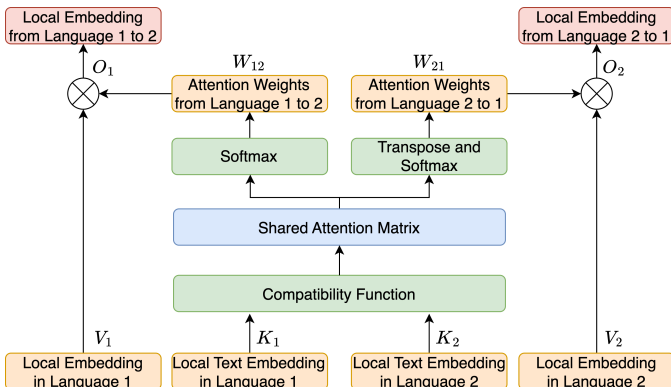 Local Embedding
from Language 1 to 2
Local Embedding
from Language 2 to 1
O₁
W₁₂
W₂₁
O₂
Attention Weights
from Language 1 to 2
Attention Weights
from Language 2 to 1
Softmax
Transpose and
Softmax
Shared Attention Matrix
Compatibility Function
V₁
K₁
K₂
V₂
Local Embedding
in Language 1
Local Text Embedding
in Language 1
Local Text Embedding
in Language 2
Local Embedding
in Language 2